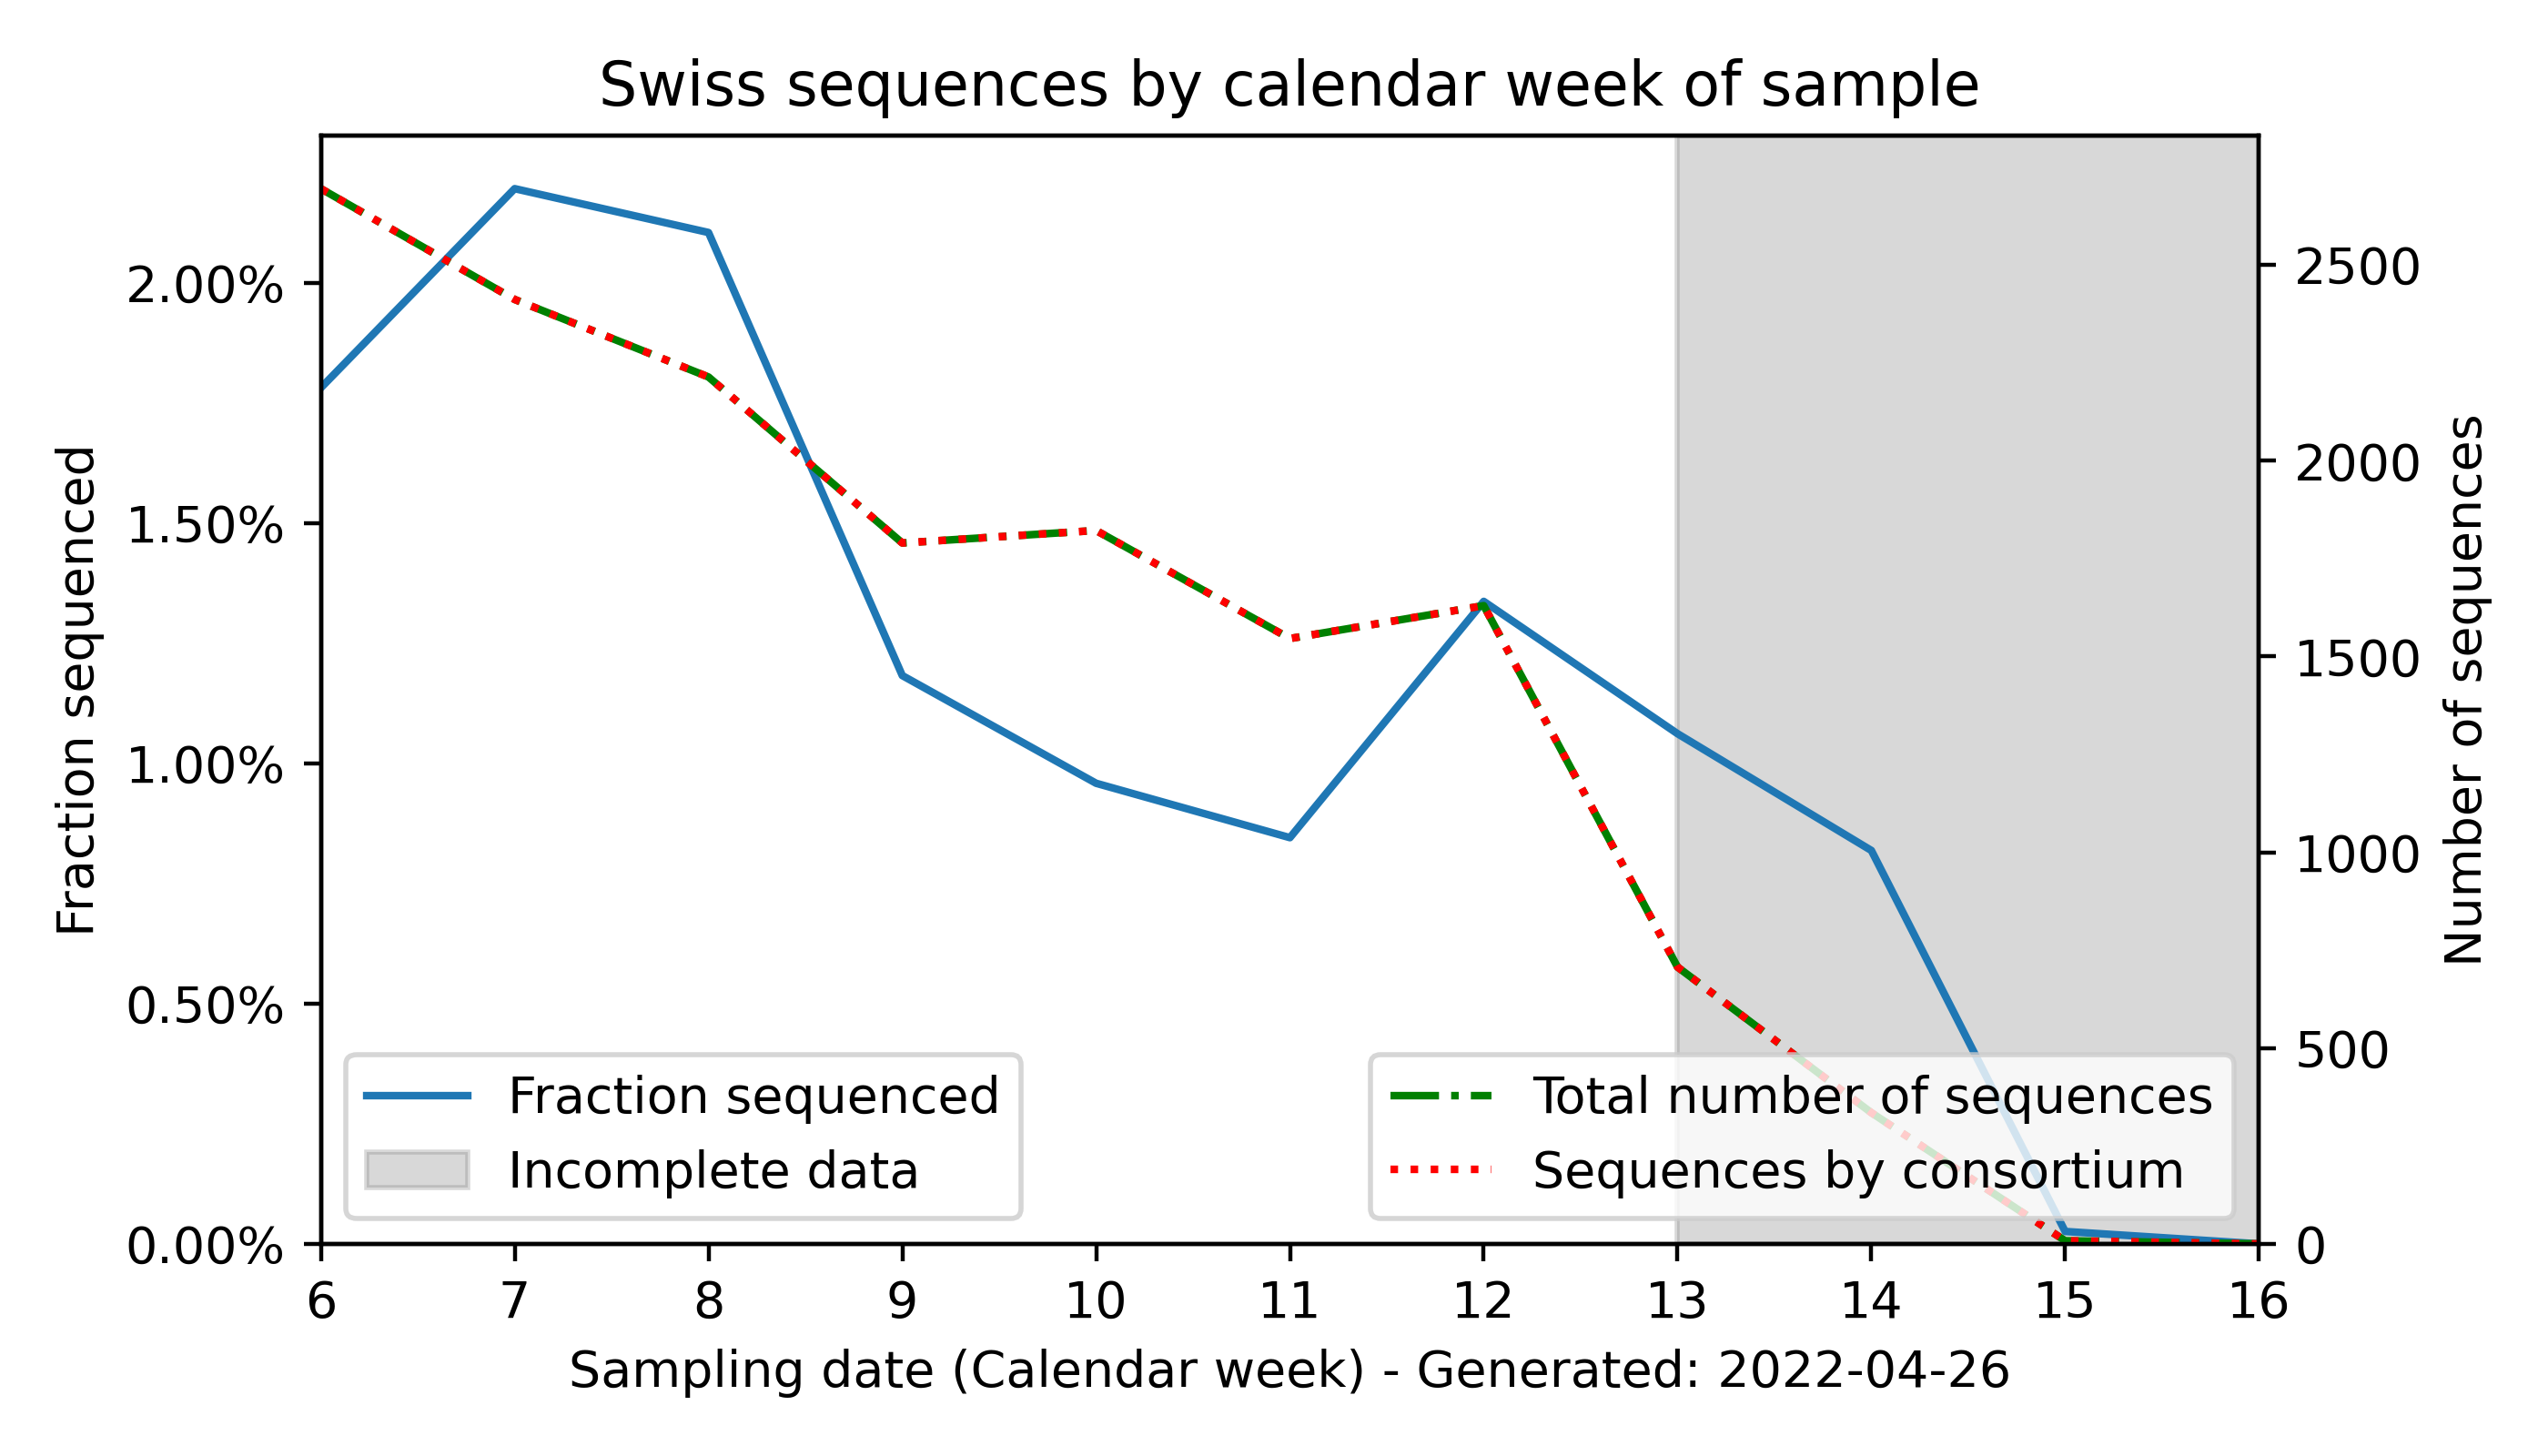 Swiss sequences by calendar week of sample
Fraction sequenced
2.00%
1.50%
1.00%
0.50%
0.00%
2500
2000
1500
1000
500
0
Number of sequences
Fraction sequenced
Incomplete data
Total number of sequences
Sequences by consortium
6 7 8 9 10 11 12 13 14 15 16
Sampling date (Calendar week) - Generated: 2022-04-26